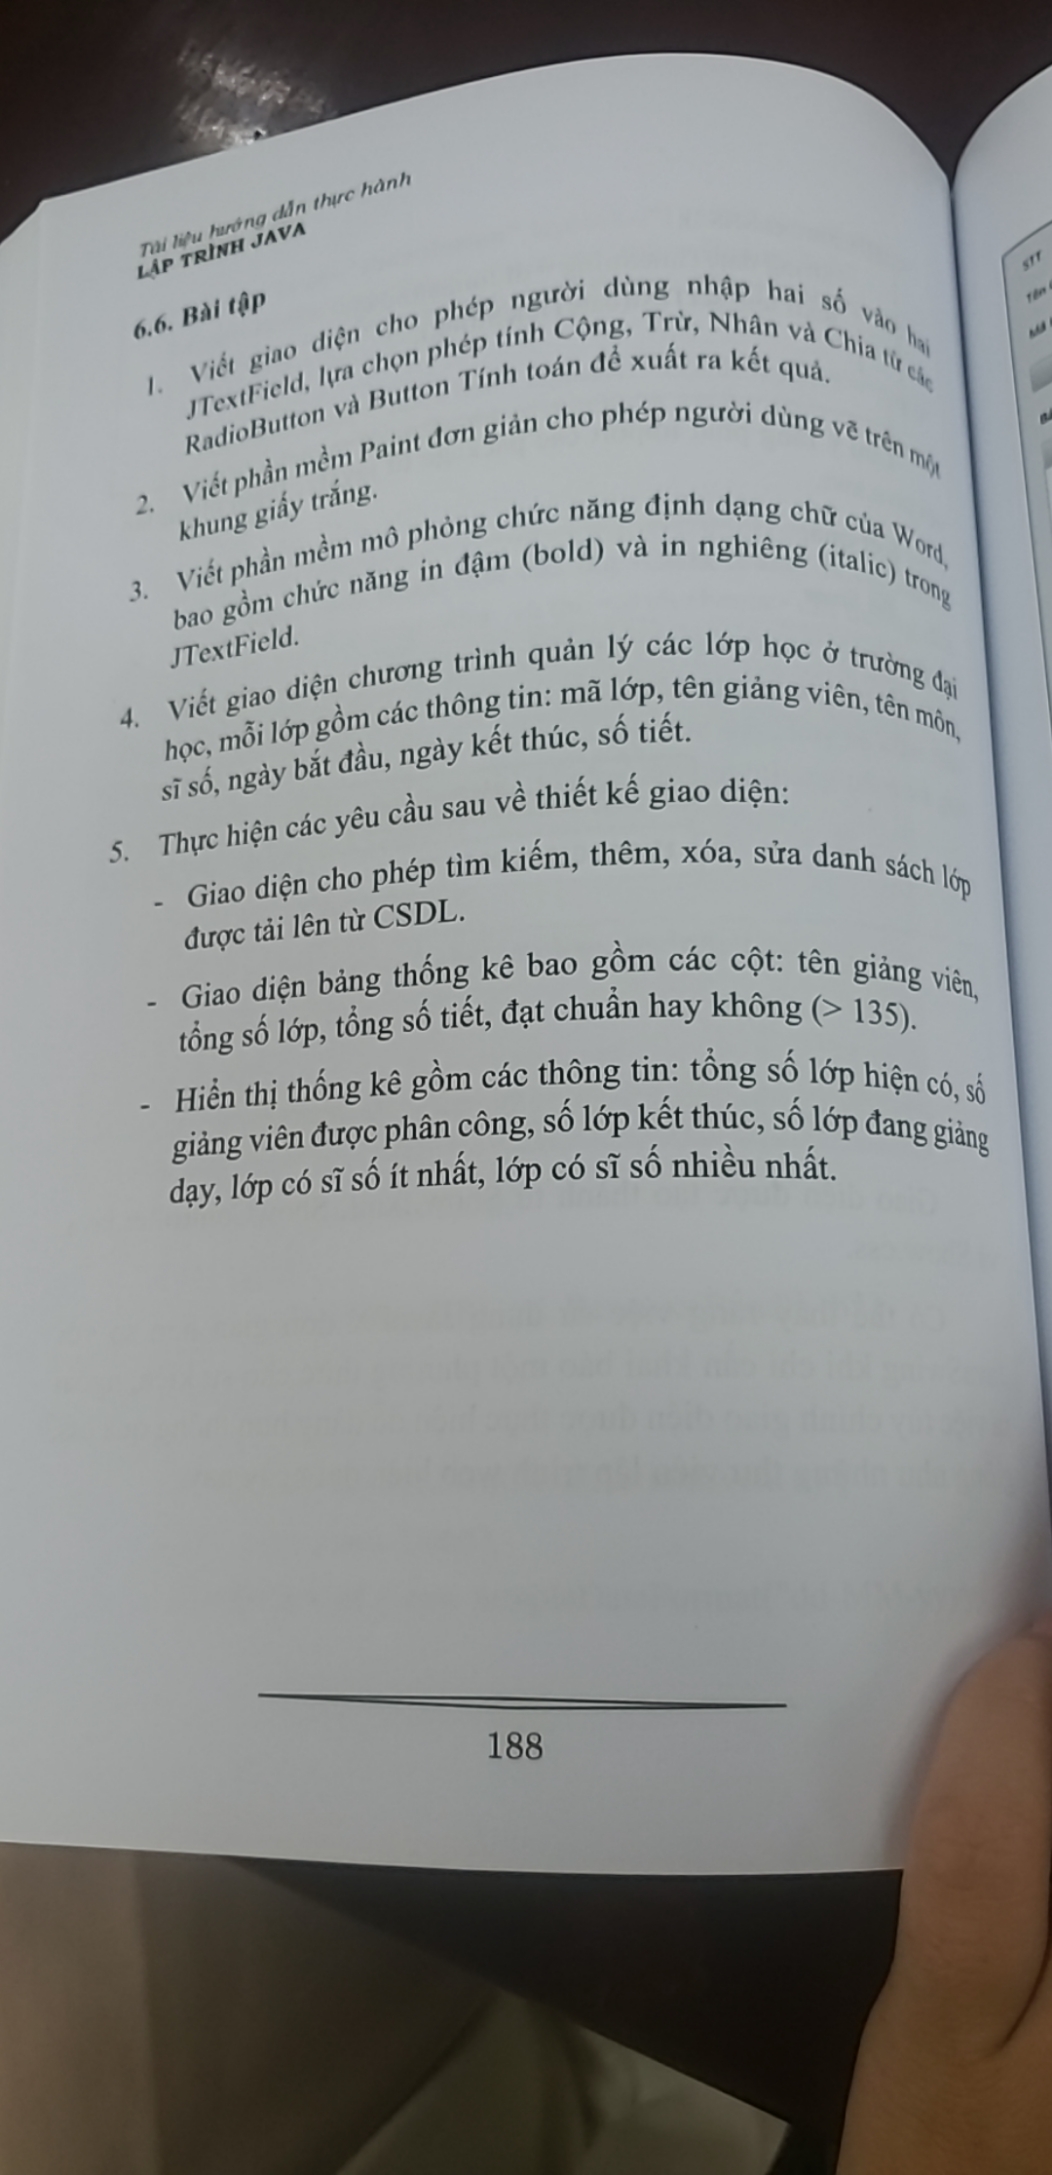 Tài liệu hướng dẫn thực hành
LẬP TRÌNH JAVA
6.6. Bài tập
1. Viết giao diện cho phép người dùng nhập hai số vào hai
JTextField, lựa chọn phép tính Cộng, Trừ, Nhân và Chia từ các
RadioButton và Button Tính toán để xuất ra kết quả.
2. Viết phần mềm Paint đơn giản cho phép người dùng vẽ trên một
khung giấy trắng.
3. Viết phần mềm mô phỏng chức năng định dạng chữ của Word,
bao gồm chức năng in đậm (bold) và in nghiêng (italic) trong
JTextField.
4. Viết giao diện chương trình quản lý các lớp học ở trường đại
học, mỗi lớp gồm các thông tin: mã lớp, tên giảng viên, tên môn,
sĩ số, ngày bắt đầu, ngày kết thúc, số tiết.
5. Thực hiện các yêu cầu sau về thiết kế giao diện:
- Giao diện cho phép tìm kiếm, thêm, xóa, sửa danh sách lớp
được tải lên từ CSDL.
- Giao diện bảng thống kê bao gồm các cột: tên giảng viên,
tổng số lớp, tổng số tiết, đạt chuẩn hay không (> 135).
- Hiển thị thống kê gồm các thông tin: tổng số lớp hiện có, số
giảng viên được phân công, số lớp kết thúc, số lớp đang giảng
dạy, lớp có sĩ số ít nhất, lớp có sĩ số nhiều nhất.
188
STT